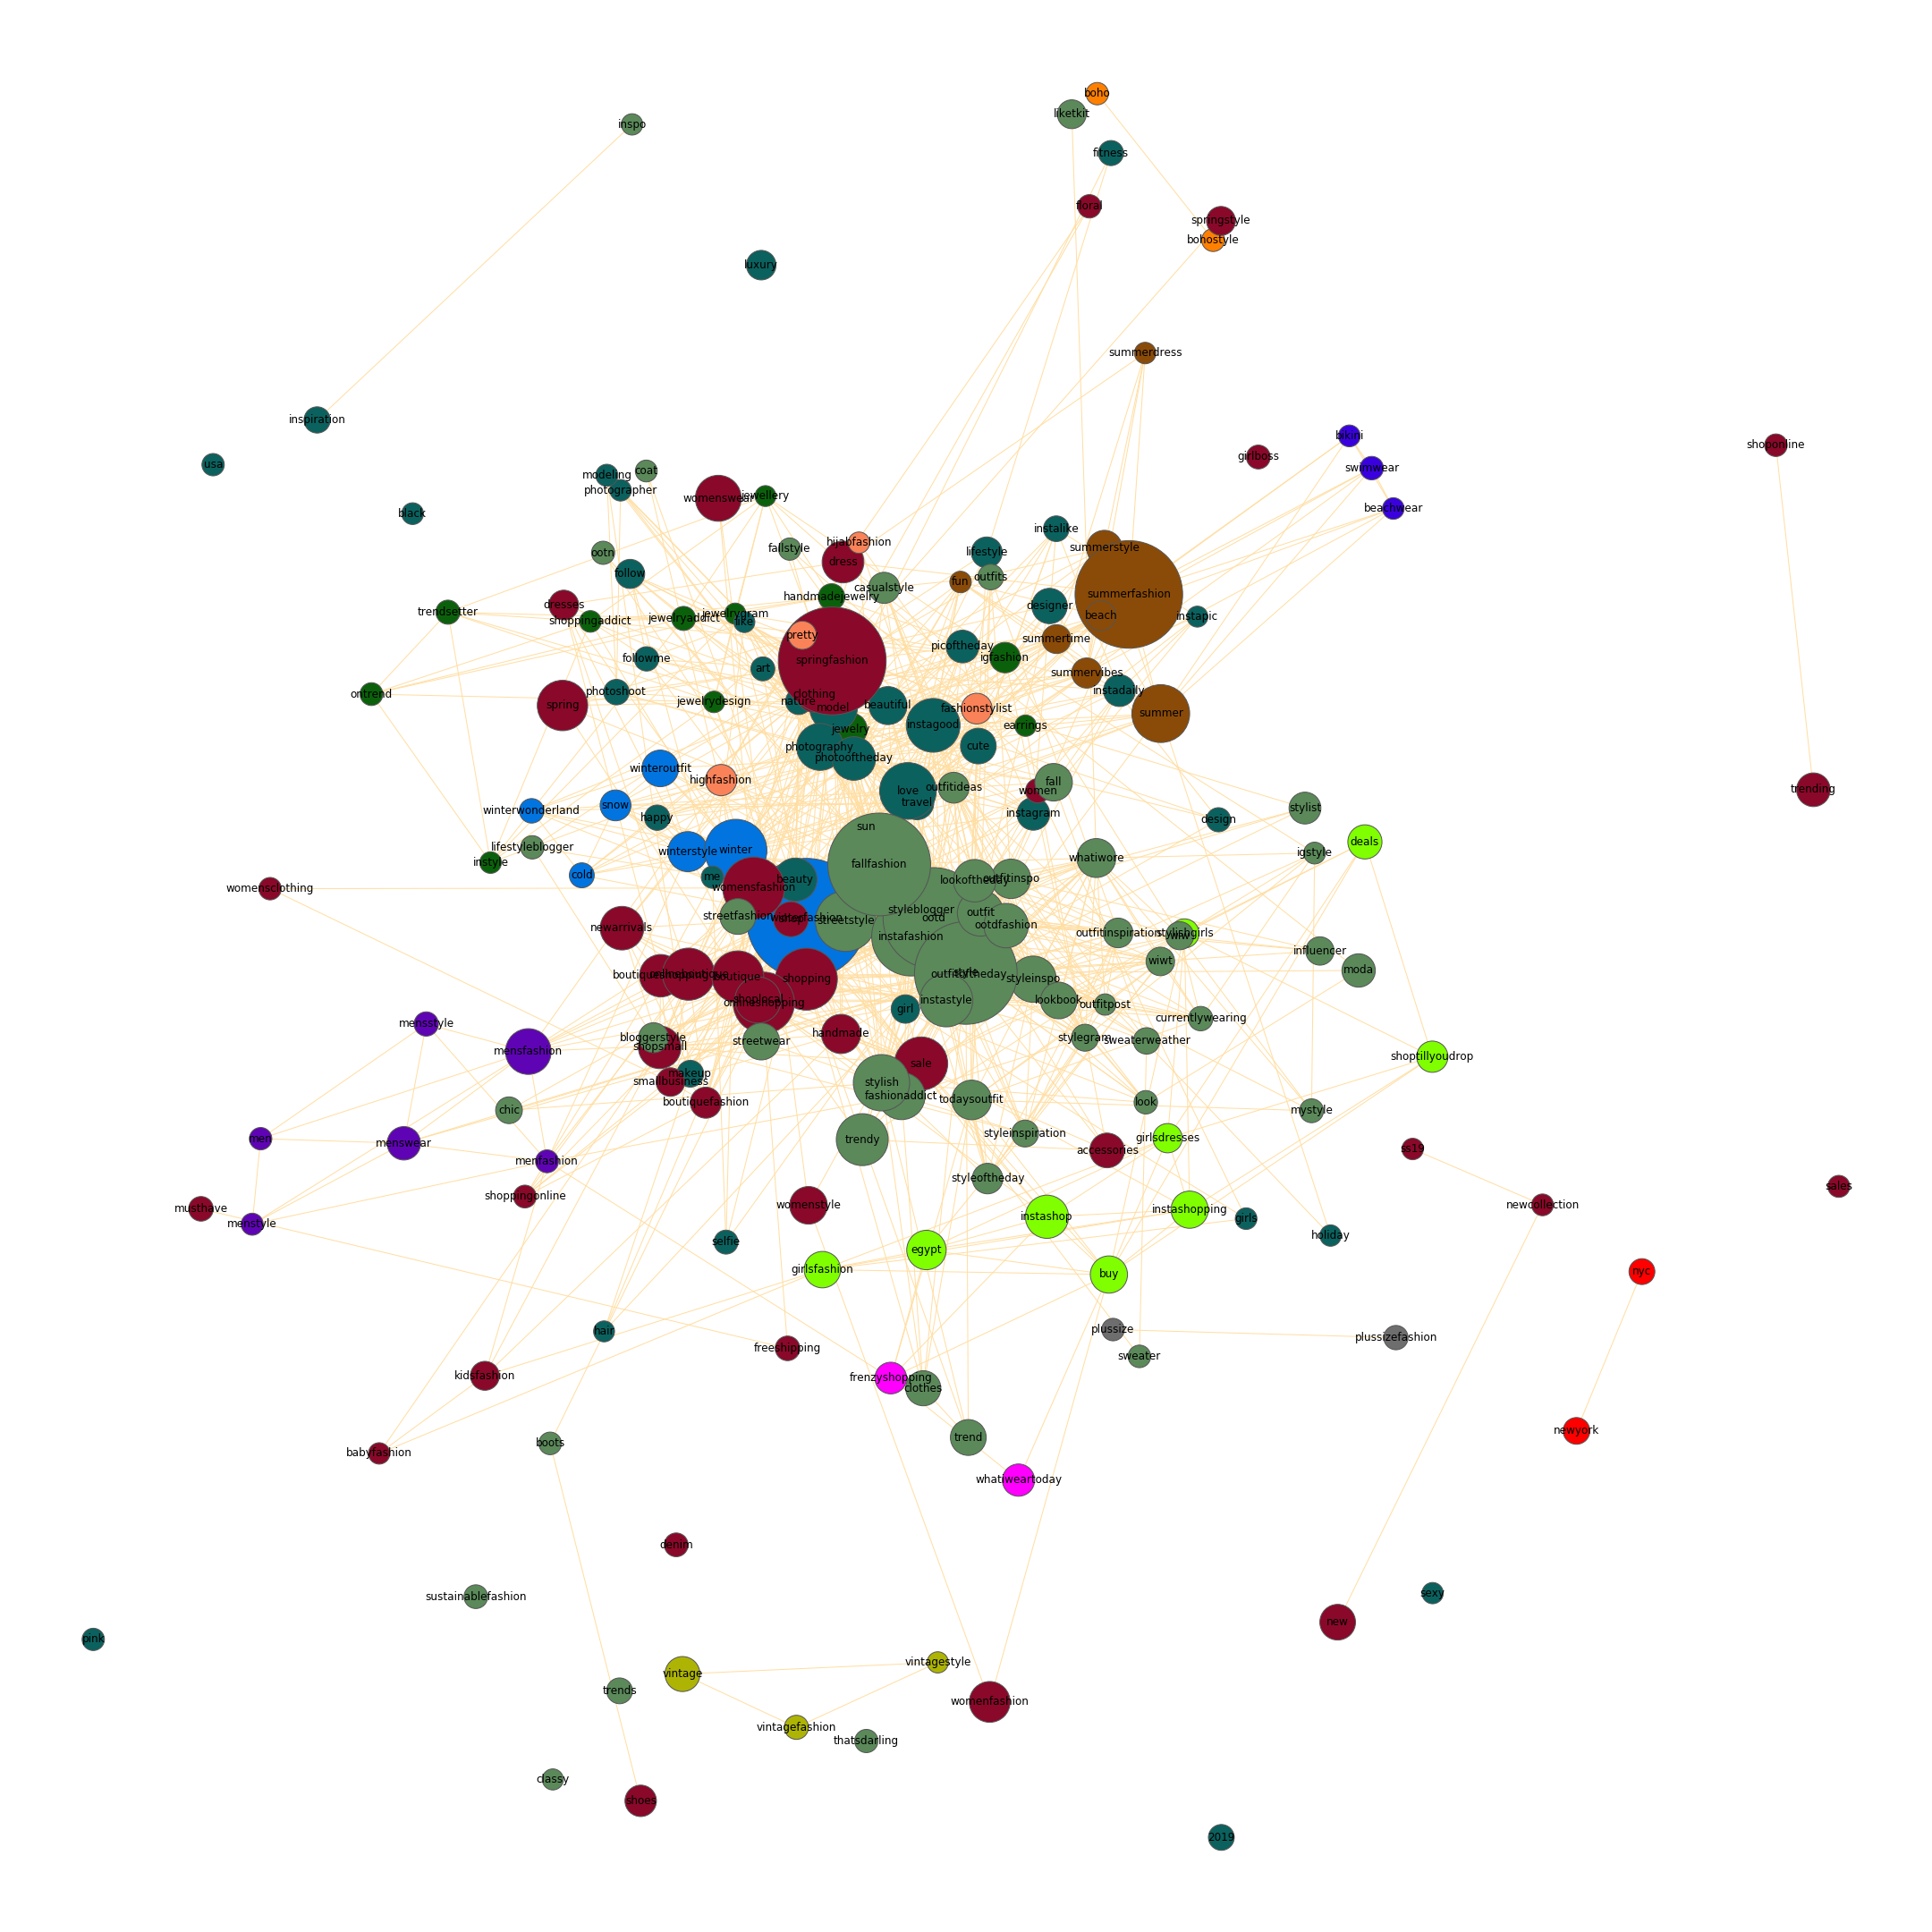 boho
liketkit
inspo
fitness
floral
springstyle
bohostyle
luxury
summerdress
inspiration
bikini
shoponline
girlboss
usa
swimwear
coat
modeling
photographer
jewellery
womenswear
beachwear
black
instalike
hijabfashion
summerstyle
fallstyle
ootn
lifestyle
dress
follow
outfits
fun
casualstyle
summerfashion
handmadejewelry
dresses
designer
trendsetter
jewelrygram
beach
instapic
jewelryaddict
shoppingaddict
like
pretty
summertime
picoftheday
igfashion
followme
springfashion
art
summervibes
instadaily
photoshoot
ontrend
clothing
nature
jewelrydesign
spring
beautiful
model
fashionstylist
summer
instagood
earrings
jewelry
cute
photography
photooftheday
winteroutfit
highfashion
fall
outfitideas
trending
love
women
travel
snow
stylist
winterwonderland
instagram
happy
design
sun
deals
lifestyleblogger
winter
winterstyle
igstyle
whatiwore
instyle
fallfashion
cold
me
beauty
lookoftheday
outfitinspo
womensfashion
womensclothing
styleblogger
outfit
streetfashion
winterfashion
shop
ootd
streetstyle
ootdfashion
newarrivals
outfitinspiration
stylishgirls
wiw
instafashion
influencer
wiwt
moda
boutiqueshopping
onlineboutique
boutique
shopping
outfitoftheday
style
styleinspo
shoplocal
onlineshopping
instastyle
lookbook
outfitpost
girl
currentlywearing
mensstyle
handmade
bloggerstyle
streetwear
stylegram
sweaterweather
shopsmall
mensfashion
shoptillyoudrop
sale
makeup
smallbusiness
stylish
fashionaddict
todaysoutfit
boutiquefashion
look
chic
mystyle
styleinspiration
girlsdresses
men
menswear
trendy
ss19
accessories
menfashion
styleoftheday
sales
shoppingonline
womenstyle
newcollection
musthave
instashopping
instashop
girls
menstyle
holiday
selfie
egypt
girlsfashion
nyc
buy
plussize
hair
plussizefashion
freeshipping
sweater
kidsfashion
frenzyshopping
clothes
newyork
trend
boots
babyfashion
whatiweartoday
denim
sexy
sustainablefashion
new
pink
vintagestyle
vintage
trends
womenfashion
vintagefashion
thatsdarling
classy
shoes
2019